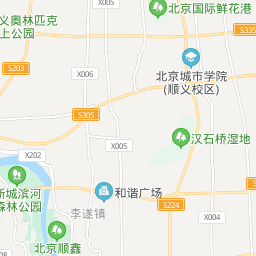 北京国际鲜花港
义奥林匹克
上公园
S335
S203
X006
北京城市学院
(顺义校区)
S305
X005
汉石桥湿地
X202
新城滨河
森林公园
和谐广场
李遂镇
S224
X004
北京顺鑫